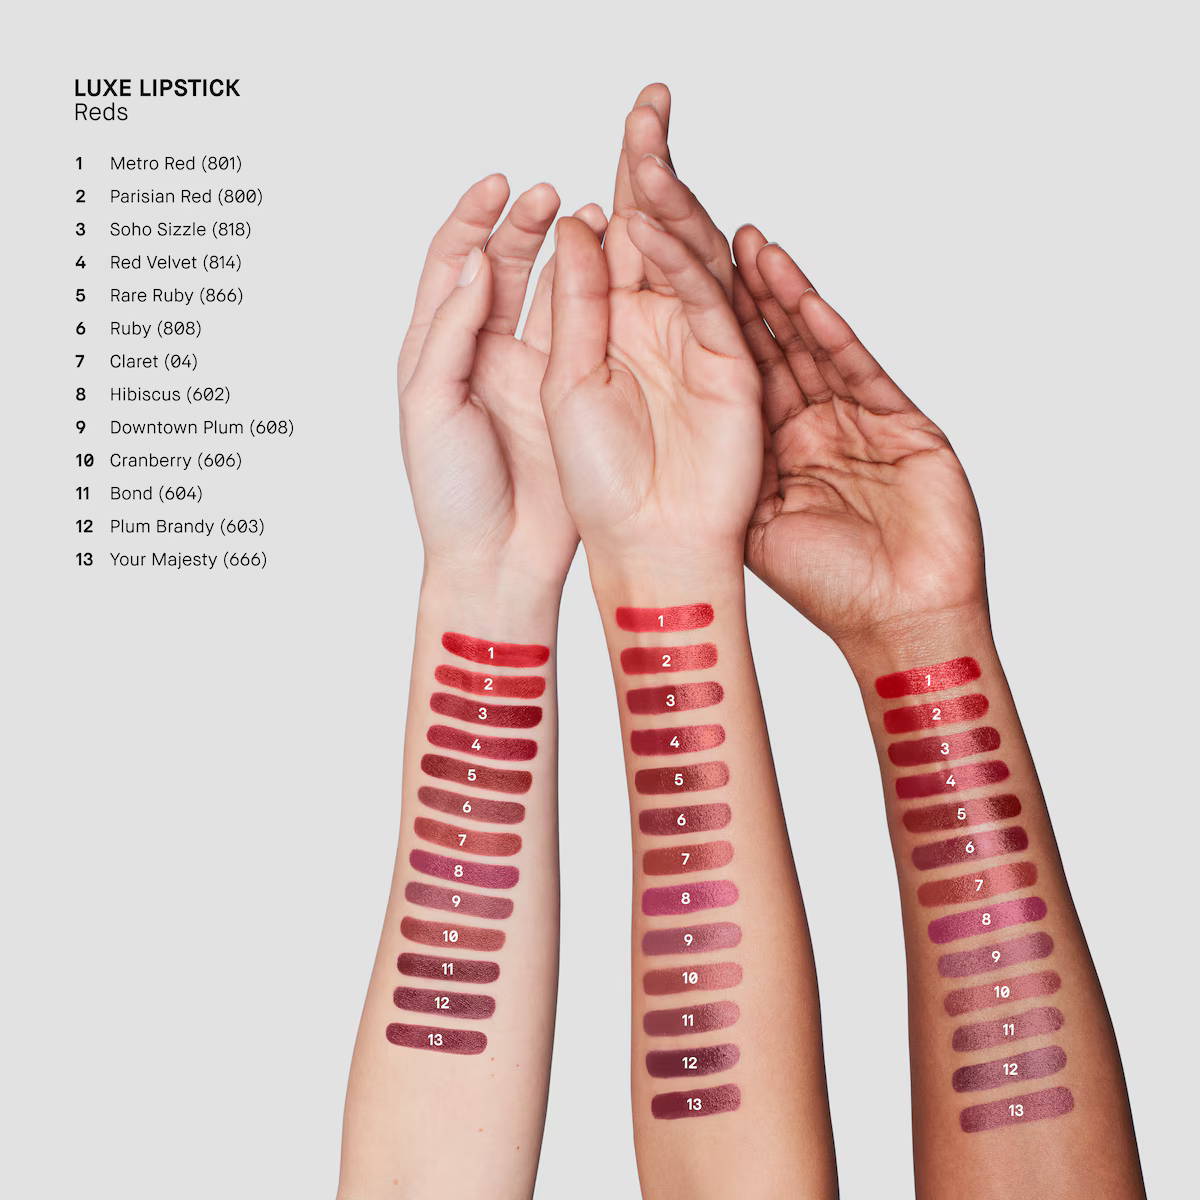 LUXE LIPSTICK
Reds
1 Metro Red (801)
2 Parisian Red (800)
3 Soho Sizzle (818)
4 Red Velvet (814)
5 Rare Ruby (866)
6 Ruby (808)
7 Claret (04)
8 Hibiscus (602)
9 Downtown Plum (608)
10 Cranberry (606)
11 Bond (604)
12 Plum Brandy (603)
13 Your Majesty (666)
1
2
3
4
5
6
7
8
9
10
11
12
13
1
2
3
4
5
6
7
8
9
10
11
12
13
1
2
3
4
5
6
7
8
9
10
11
12
13